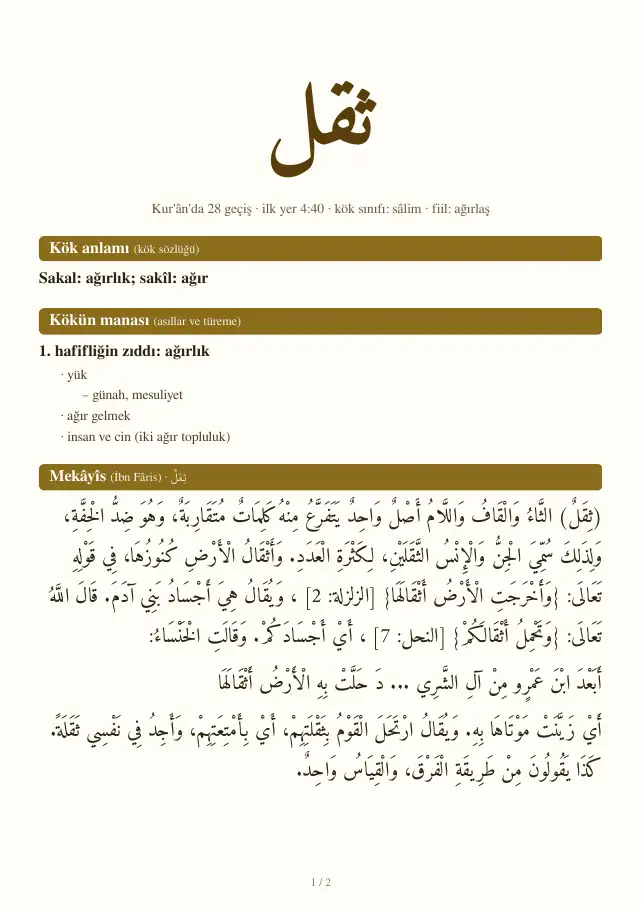 ثقل
Kur'ân'da 28 geçiş · ilk yer 4:40 · kök sınıfı: sâlim · fiil: ağırlaş
Kök anlamı (kök sözlüğü)
Sakal: ağırlık; sakîl: ağır
Kökün manası (asıllar ve türeme)
1. hafifliğin zıddı: ağırlık
· yük
– günah, mesuliyet
· ağır gelmek
· insan ve cin (iki ağır topluluk)
Mekâyîs (İbn Fâris) · ثِقَلٌ
(ثِقَلٌ) الثَّاءُ وَالْقَافُ وَاللَّامُ أَصْلٌ وَاحِدٌ يَتَفَرَّعُ مِنْهُ كَلِمَاتٌ مُتَقَارِبَةٌ، وَهُوَ ضِدُّ الْخِفَّةِ،
وَلِذَلِكَ سُمِّيَ الْجِنُّ وَالْإِنْسُ الثَّقَلَيْنِ، لِكَثْرَةِ الْعَدَدِ. وَأَثْقَالُ الْأَرْضِ كُنُوزُهَا، فِي قَوْلِهِ
تَعَالَى: {وَأَخْرَجَتِ الْأَرْضُ أَثْقَالَهَا} [الزلزلة: 2] ، وَيُقَالُ هِيَ أَجْسَادُ بَنِي آدَمَ. قَالَ اللَّهُ
تَعَالَى: {وَتَحْمِلُ أَثْقَالَكُمْ} [النحل: 7] ، أَيْ أَجْسَادَكُمْ. وَقَالَتِ الْخَنْسَاءُ:
أَبَعْدَ ابْنَ عَمْرٍو مِنْ آلِ الشَّرِي ... دَ حَلَّتْ بِهِ الْأَرْضُ أَثْقَالَهَا
أَيْ زَيَّنَتْ مَوْتَاهَا بِهِ. وَيُقَالُ ارْتَحَلَ الْقَوْمُ بِثَقْلَتِهِمْ، أَيْ بِأَمْتِعَتِهِمْ، وَأَجِدُ فِي نَفْسِي ثَقَلَةً.
كَذَا يَقُولُونَ مِنْ طَرِيقَةِ الْفَرْقِ، وَالْقِيَاسُ وَاحِدٌ.
1 / 2